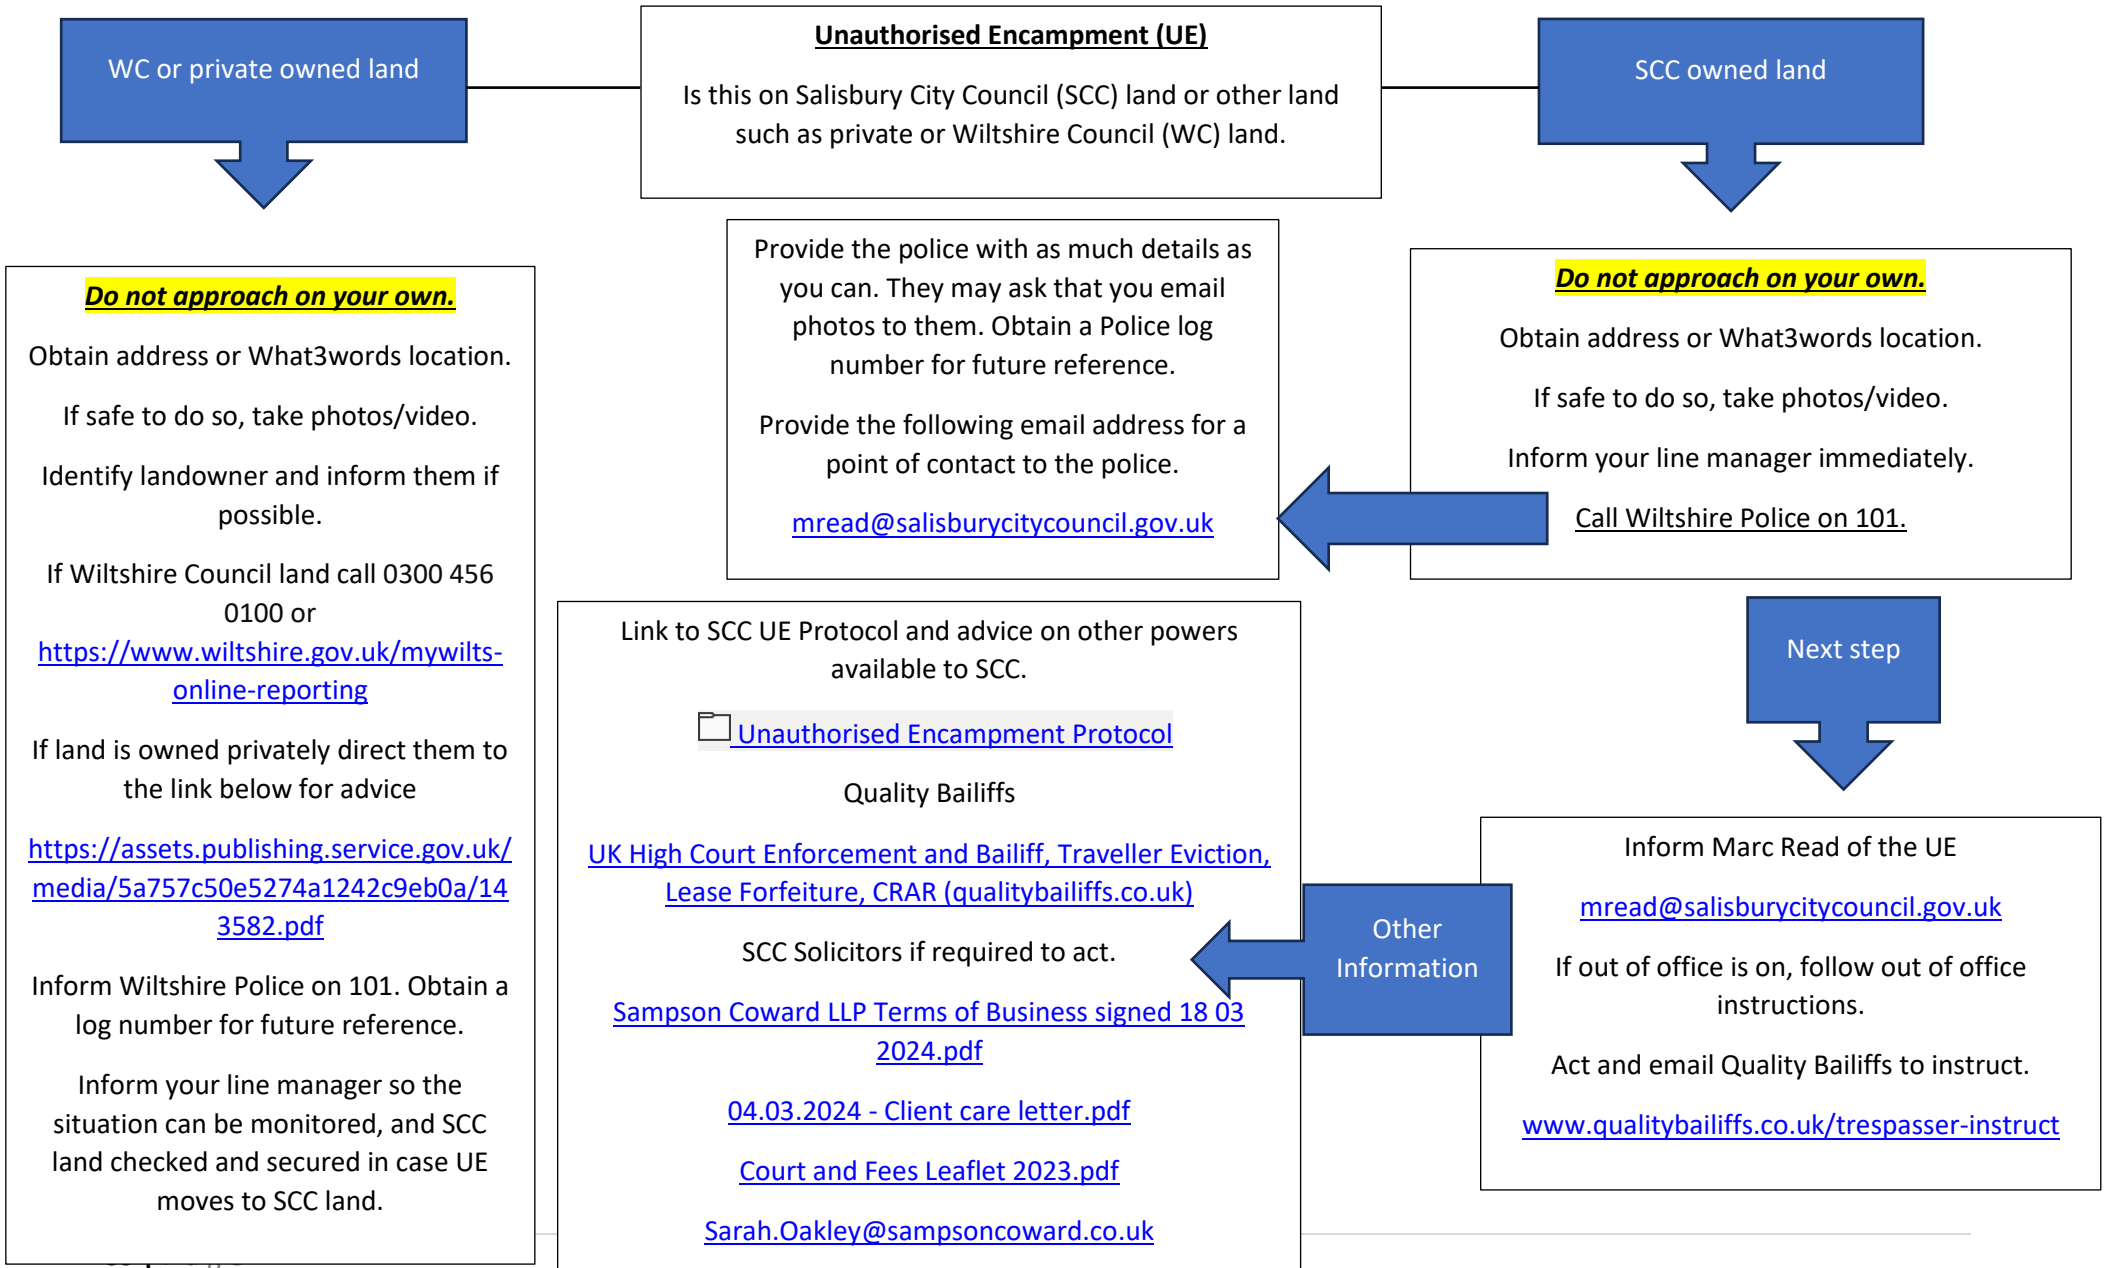 WC or private owned land
Unauthorised Encampment (UE)
Is this on Salisbury City Council (SCC) land or other land
such as private or Wiltshire Council (WC) land.
SCC owned land
Do not approach on your own.
Obtain address or What3words location.
If safe to do so, take photos/video.
Identify landowner and inform them if
possible.
If Wiltshire Council land call 0300 456
0100 or
https://www.wiltshire.gov.uk/mywilts-
online-reporting
If land is owned privately direct them to
the link below for advice
https://assets.publishing.service.gov.uk/
media/5a757c50e5274a1242c9eb0a/14
3582.pdf
Inform Wiltshire Police on 101. Obtain a
log number for future reference.
Inform your line manager so the
situation can be monitored, and SCC
land checked and secured in case UE
moves to SCC land.
Do not approach on your own.
Obtain address or What3words location.
If safe to do so, take photos/video.
Inform your line manager immediately.
Call Wiltshire Police on 101.
Provide the police with as much details as
you can. They may ask that you email
photos to them. Obtain a Police log
number for future reference.
Provide the following email address for a
point of contact to the police.
mread@salisburycitycouncil.gov.uk
Next step
Inform Marc Read of the UE
mread@salisburycitycouncil.gov.uk
If out of office is on, follow out of office
instructions.
Act and email Quality Bailiffs to instruct.
www.qualitybailiffs.co.uk/trespasser-instruct
Other
Information
Link to SCC UE Protocol and advice on other powers
available to SCC.
Unauthorised Encampment Protocol
Quality Bailiffs
UK High Court Enforcement and Bailiff, Traveller Eviction,
Lease Forfeiture, CRAR (qualitybailiffs.co.uk)
SCC Solicitors if required to act.
Sampson Coward LLP Terms of Business signed 18 03
2024.pdf
04.03.2024 - Client care letter.pdf
Court and Fees Leaflet 2023.pdf
Sarah.Oakley@sampsoncoward.co.uk